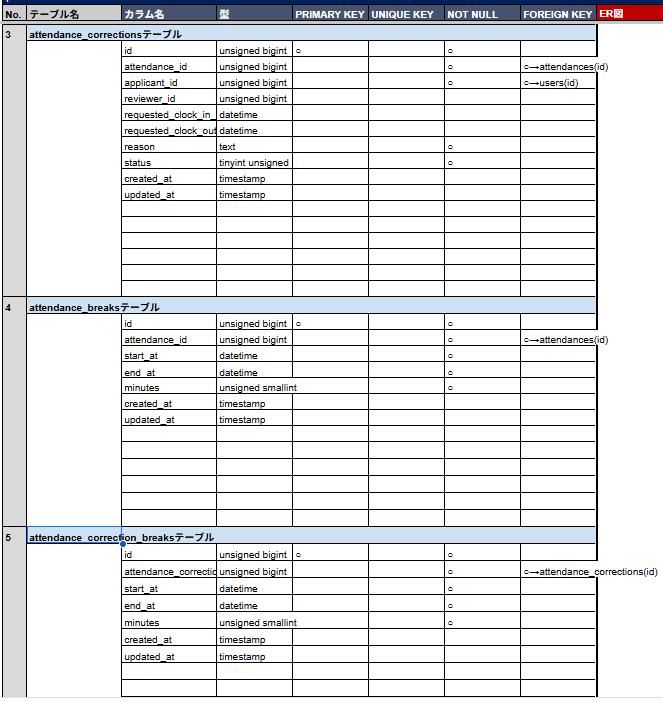 No. テーブル名 カラム名 型 PRIMARY KEY UNIQUE KEY NOT NULL FOREIGN KEY ER図
3 attendance_correctionsテーブル
id unsigned bigint ○ ○
attendance_id unsigned bigint ○ ○→attendances(id)
applicant_id unsigned bigint ○ ○→users(id)
reviewer_id unsigned bigint
requested_clock_in_ datetime
requested_clock_out datetime
reason text ○
status tinyint unsigned ○
created_at timestamp
updated_at timestamp
4 attendance_breaksテーブル
id unsigned bigint ○ ○
attendance_id unsigned bigint ○ ○→attendances(id)
start_at datetime ○
end_at datetime ○
minutes unsigned smallint ○
created_at timestamp
updated_at timestamp
5 attendance_correction_breaksテーブル
id unsigned bigint ○ ○
attendance_correctic unsigned bigint ○ ○→attendance_corrections(id)
start_at datetime ○
end_at datetime ○
minutes unsigned smallint ○
created_at timestamp
updated_at timestamp